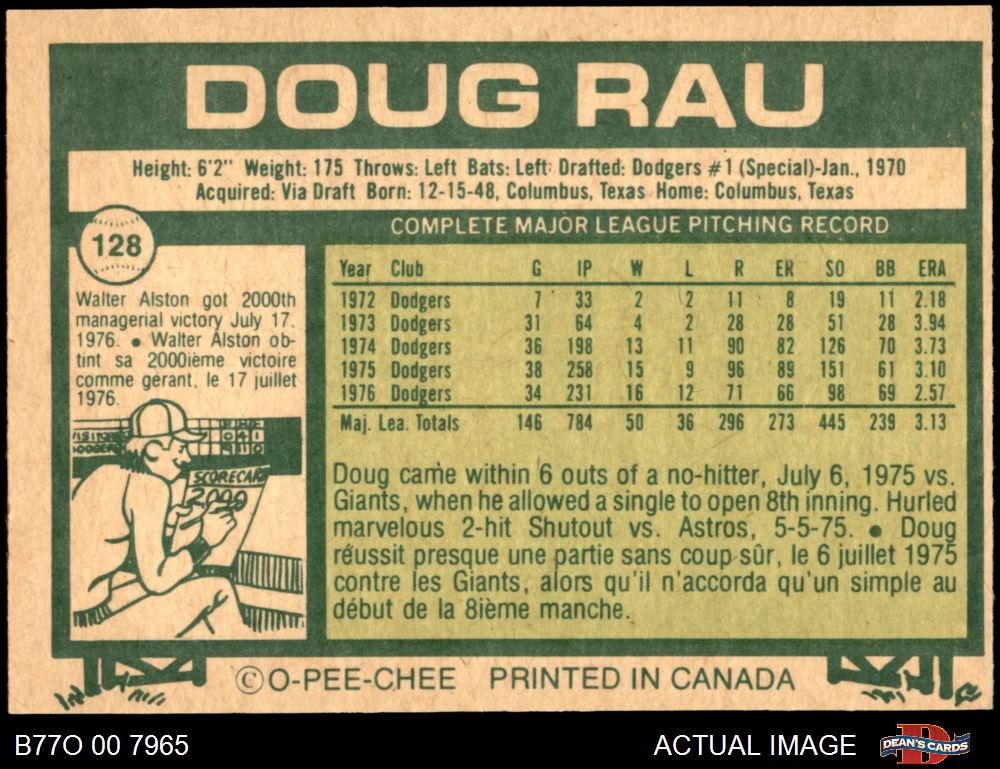 DOUG RAU
Height: 6'2" Weight: 175 Throws: Left Bats: Left Drafted: Dodgers #1 (Special)-Jan., 1970
Acquired: Via Draft Born: 12-15-48, Columbus, Texas Home: Columbus, Texas
128
Walter Alston got 2000th
managerial victory July 17,
1976. ● Walter Alston ob-
tint sa 2000ième victoire
comme gérant, le 17 juillet
1976.
SCORECARD
2000
COMPLETE MAJOR LEAGUE PITCHING RECORD
Year Club G IP W L R ER SO BB ERA
1972 Dodgers 7 33 2 2 11 8 19 11 2.18
1973 Dodgers 31 64 4 2 28 28 51 28 3.94
1974 Dodgers 36 198 13 11 90 82 126 70 3.73
1975 Dodgers 38 258 15 9 96 89 151 61 3.10
1976 Dodgers 34 231 16 12 71 66 98 69 2.57
Maj. Lea. Totals 146 784 50 36 296 273 445 239 3.13
Doug came within 6 outs of a no-hitter, July 6, 1975 vs.
Giants, when he allowed a single to open 8th inning. Hurled
marvelous 2-hit Shutout vs. Astros, 5-5-75. ● Doug
réussit presque une partie sans coup sûr, le 6 juillet 1975
contre les Giants, alors qu'il n'accorda qu'un simple au
début de la 8ième manche.
© O-PEE-CHEE PRINTED IN CANADA
B77O 00 7965
ACTUAL IMAGE
DEAN'S CARDS